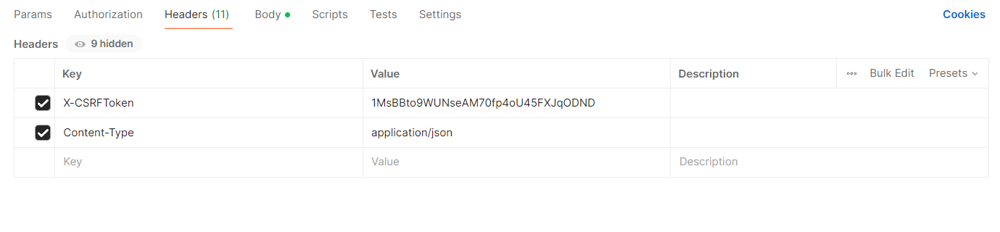 Params Authorization Headers (11) Body Scripts Tests Settings Cookies
Headers 9 hidden
Key Value Description Bulk Edit Presets
X-CSRFToken 1MsBBto9WUNseAM70fp4oU45FXJqODND
Content-Type application/json
Key Value Description